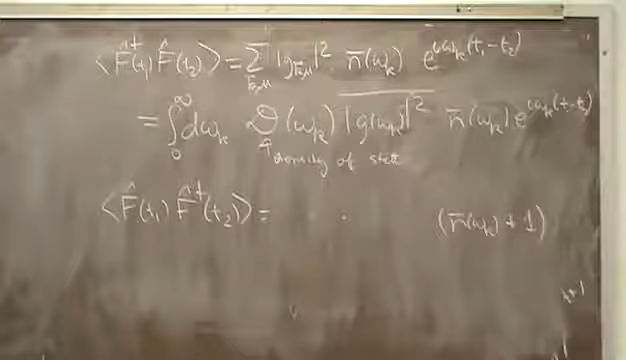 ⟨F̂†(t₁) F̂(t₂)⟩ = Σ_{k,μ} |g_{k,μ}|² n̄(ω_k) e^{iω_k(t₁-t₂)}
= ∫₀^∞ dω_k 𝒟(ω_k) |g(ω_k)|² n̄(ω_k) e^{iω_k(t₁-t₂)}
↑ density of state
⟨F̂(t₁) F̂†(t₂)⟩ = (n̄(ω_k) + 1)